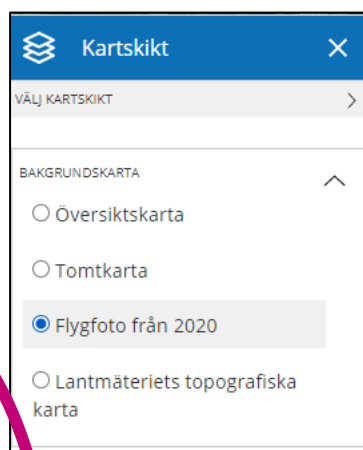 Kartskikt
VÄLJ KARTSKIKT
BAKGRUNDSKARTA
Översiktskarta
Tomtkarta
Flygfoto från 2020
Lantmäteriets topografiska
karta